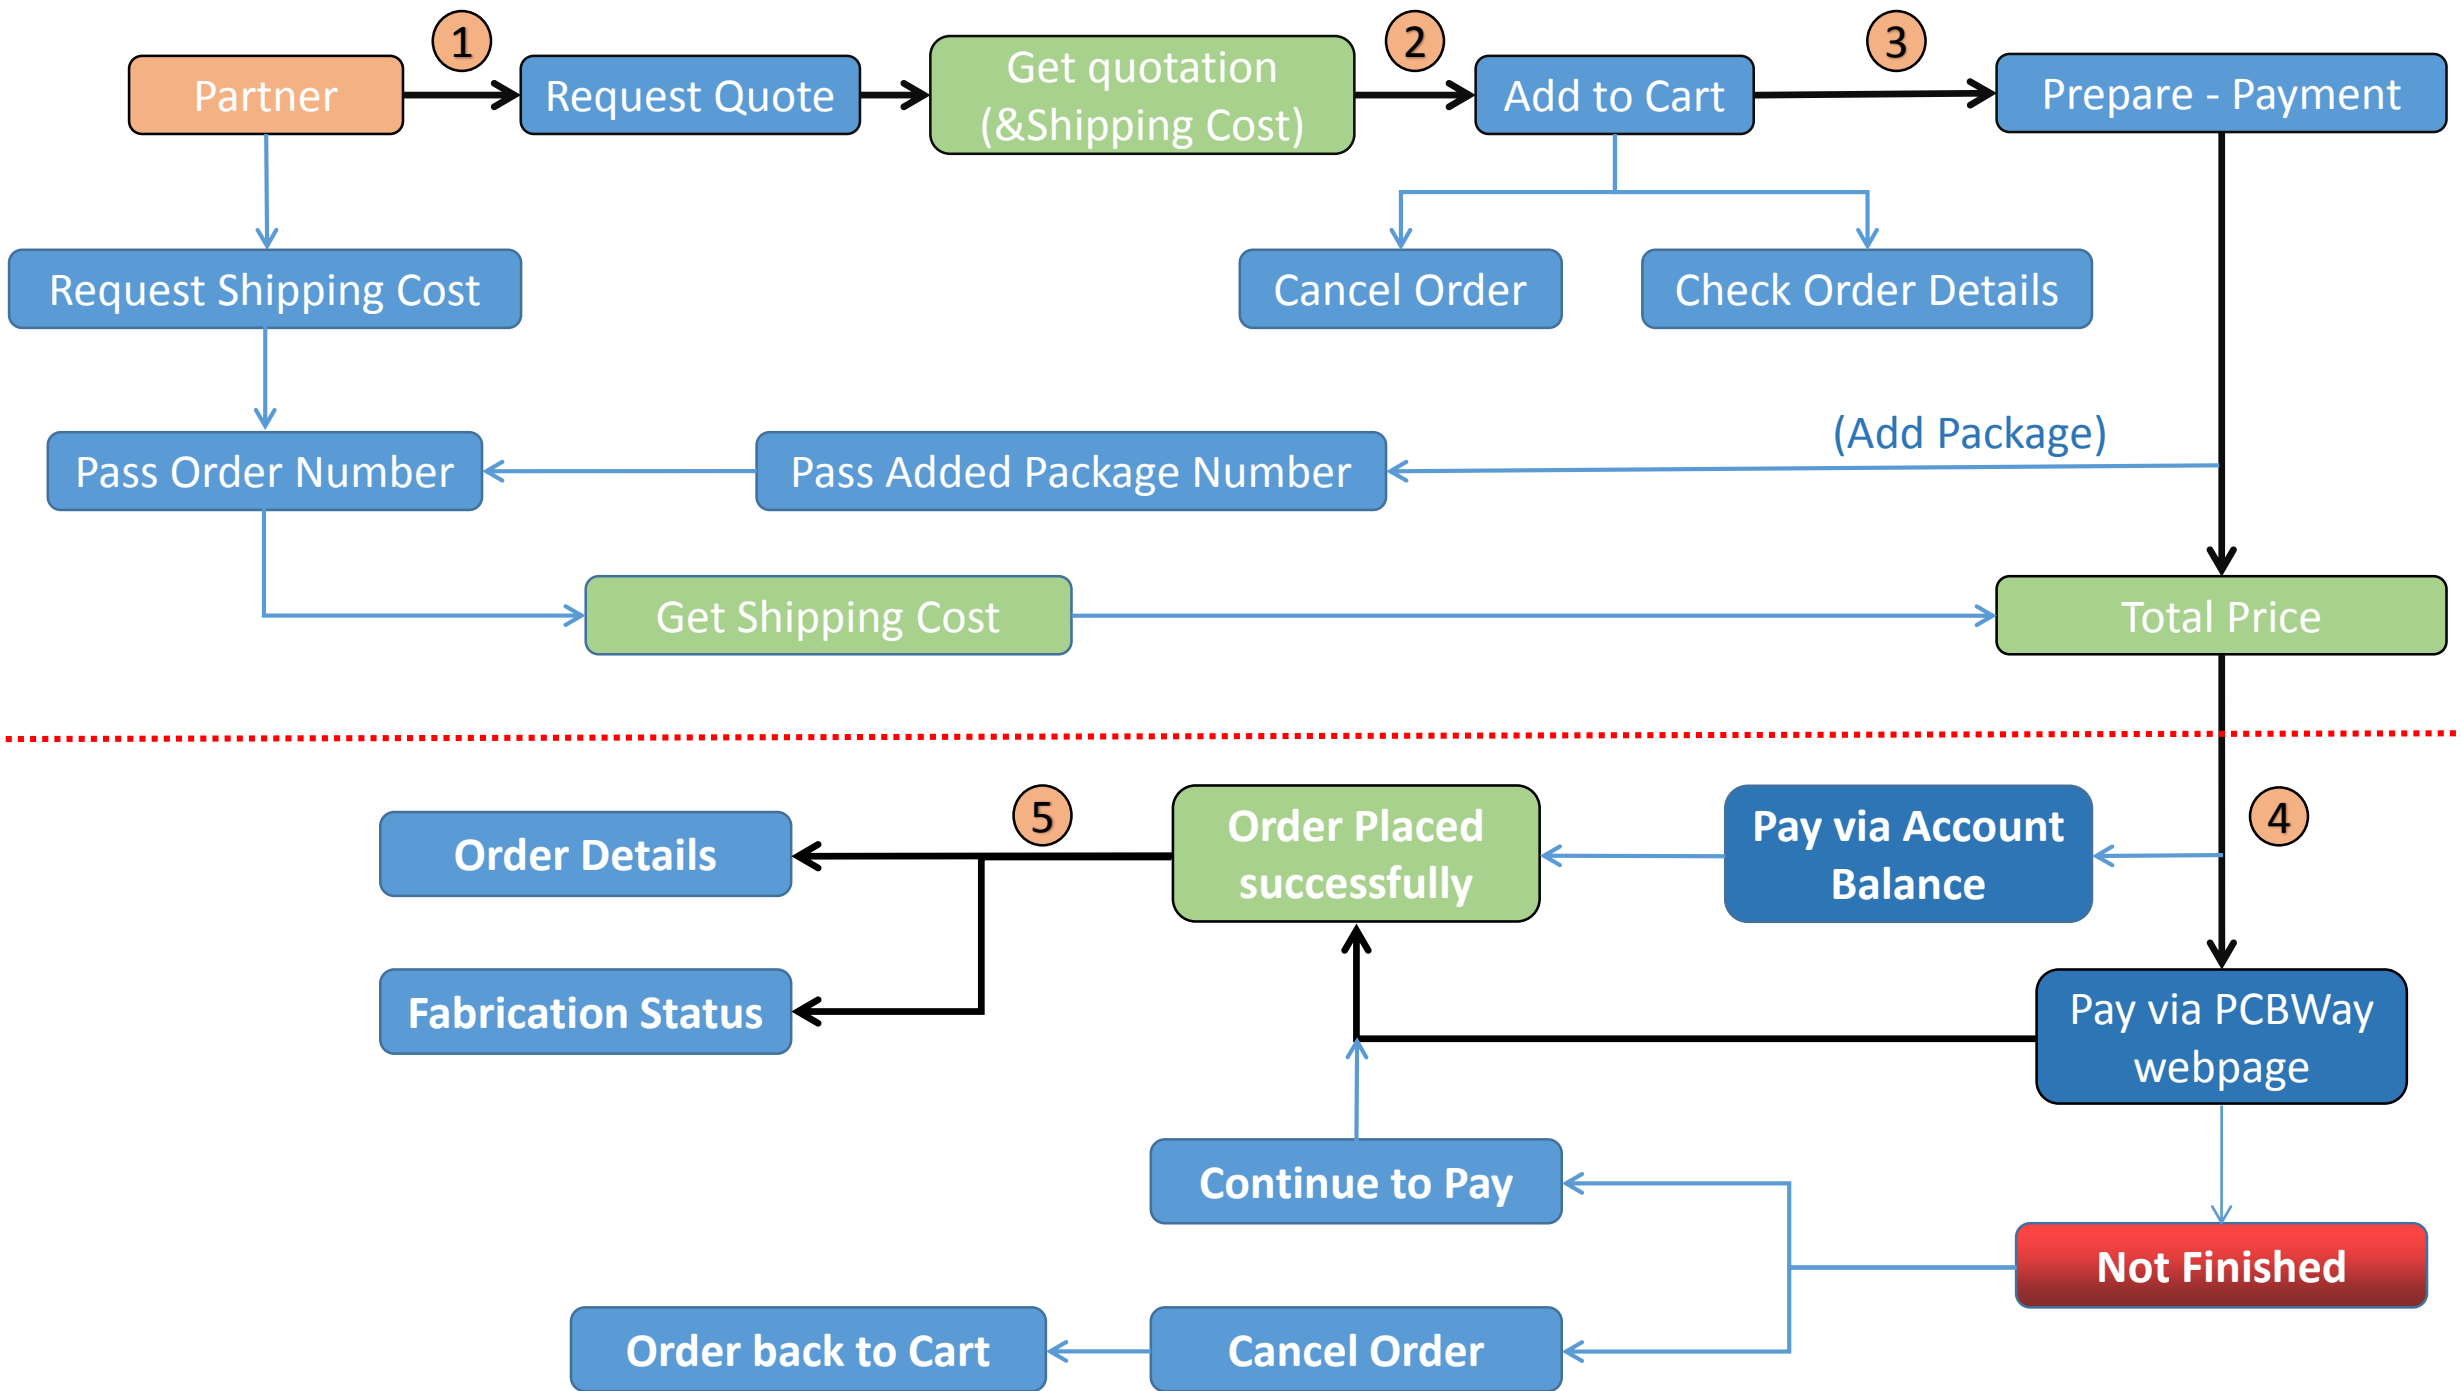 1
2
3
Partner
Request Quote
Get quotation
(&Shipping Cost)
Add to Cart
Prepare - Payment
Request Shipping Cost
Cancel Order
Check Order Details
(Add Package)
Pass Order Number
Pass Added Package Number
Get Shipping Cost
Total Price
5
4
Order Details
Order Placed
successfully
Pay via Account
Balance
Fabrication Status
Pay via PCBWay
webpage
Continue to Pay
Not Finished
Order back to Cart
Cancel Order